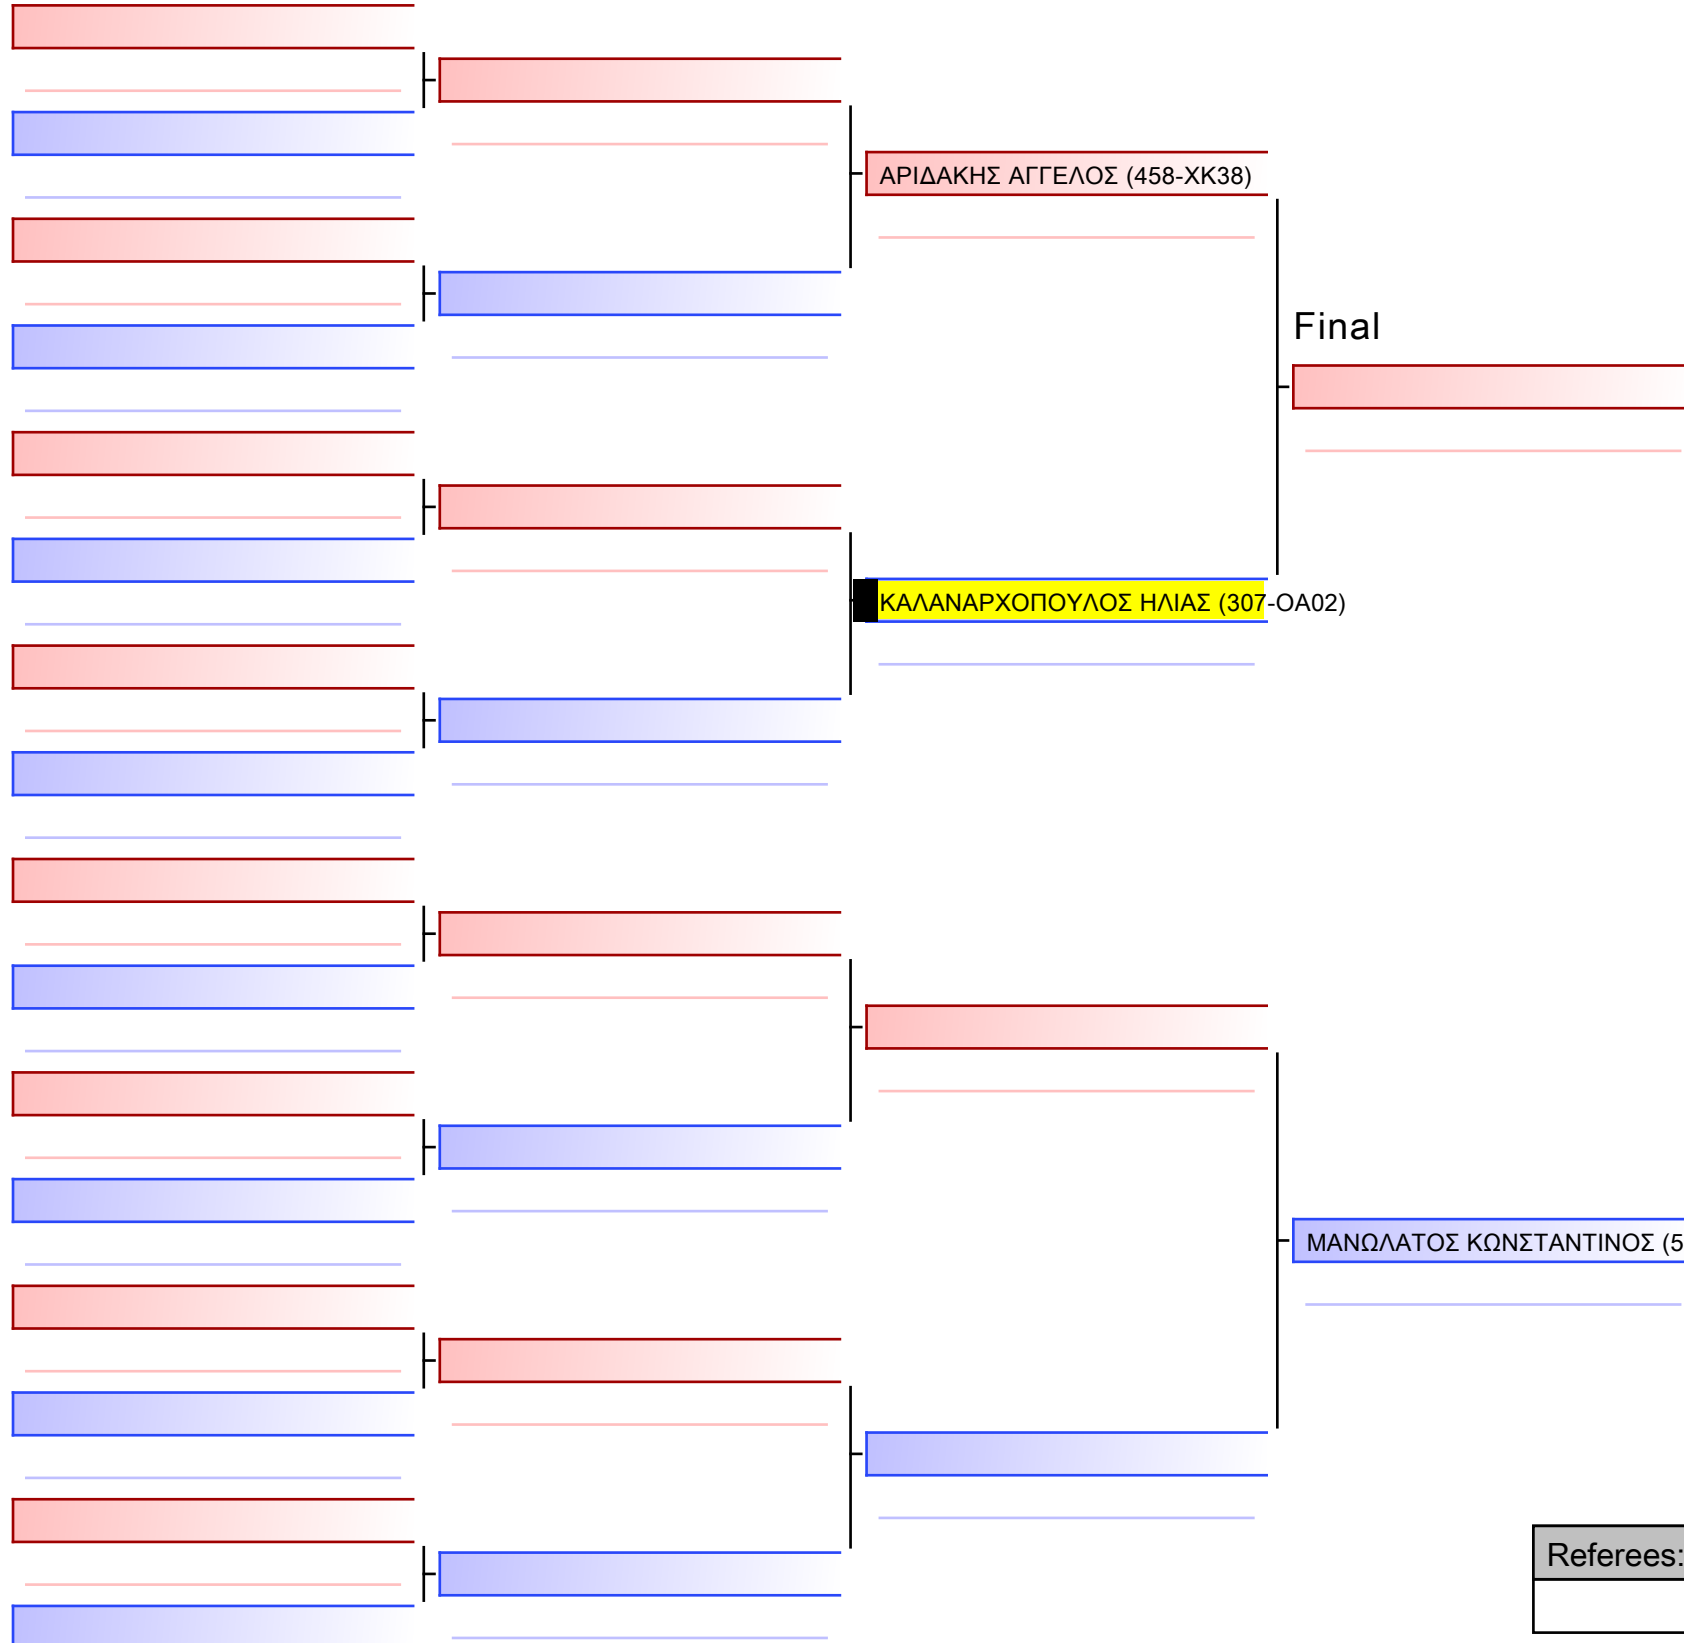 ΑΡΙΔΑΚΗΣ ΑΓΓΕΛΟΣ (458-ΧΚ38)
Final
ΚΑΛΑΝΑΡΧΟΠΟΥΛΟΣ ΗΛΙΑΣ (307-ΟΑ02)
ΜΑΝΩΛΑΤΟΣ ΚΩΝΣΤΑΝΤΙΝΟΣ (5
Referees: